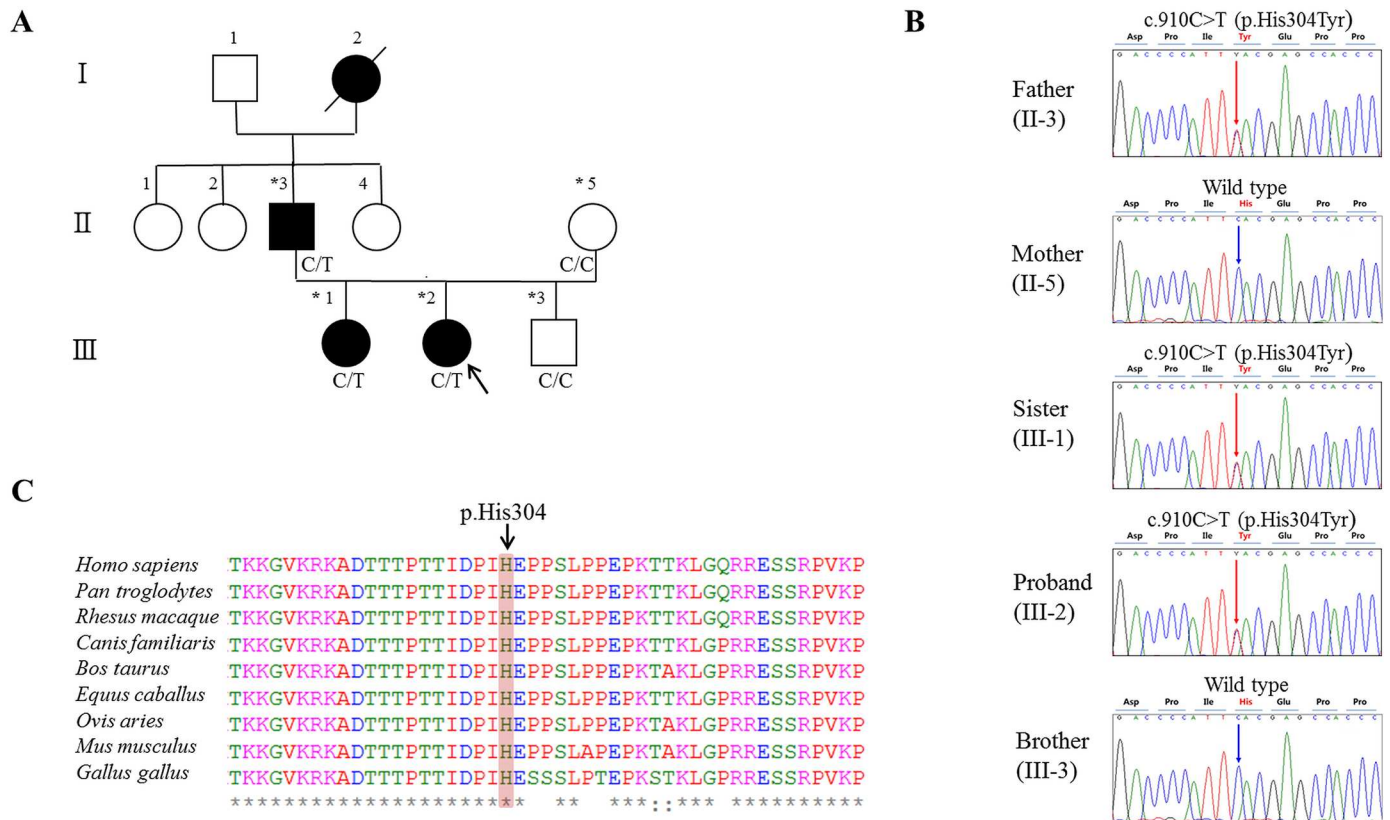 A
I
1
2
II
1
2
*3
4
*5
C/T
C/C
III
*1
*2
*3
C/T
C/T
C/C
B
c.910C>T (p.His304Tyr)
Asp Pro Ile Tyr Glu Pro Pro
G A C C C C A T T Y A C G A G C C A C C C
Father
(II-3)
Wild type
Asp Pro Ile His Glu Pro Pro
G A C C C C A T T C A C G A G C C A C C C
Mother
(II-5)
c.910C>T (p.His304Tyr)
Asp Pro Ile Tyr Glu Pro Pro
G A C C C C A T T Y A C G A G C C A C C C
Sister
(III-1)
c.910C>T (p.His304Tyr)
Asp Pro Ile Tyr Glu Pro Pro
G A C C C C A T T Y A C G A G C C A C C C
Proband
(III-2)
Wild type
Asp Pro Ile His Glu Pro Pro
G A C C C C A T T C A C G A G C C A C C C
Brother
(III-3)
C
p.His304
Homo sapiens TKKGVKRKADTTTPTTIDPIHEPPSLPPEPKTTKLGQRRESSRPVKP
Pan troglodytes TKKGVKRKADTTTPTTIDPIHEPPSLPPEPKTTKLGQRRESSRPVKP
Rhesus macaque TKKGVKRKADTTTPTTIDPIHEPPSLPPEPKTTKLGQRRESSRPVKP
Canis familiaris TKKGVKRKADTTTPTTIDPIHEPPSLPPEPKTTKLGPRRESSRPVKP
Bos taurus TKKGVKRKADTTTPTTIDPIHEPPSLPPEPKTAKLGPRRESSRPVKP
Equus caballus TKKGVKRKADTTTPTTIDPIHEPPSLPPEPKTTKLGPRRESSRPVKP
Ovis aries TKKGVKRKADTTTPTTIDPIHEPPSLPPEPKTAKLGPRRESSRPVKP
Mus musculus TKKGVKRKADTTTPTTIDPIHEPPSLAPEPKTAKLGPRRESSRPVKP
Gallus gallus TKKGVKRKADTTTPTTIDPIHESSSLPTEPKSTKLGPRRESSRPVKP
**********************  **  ***::*** **********